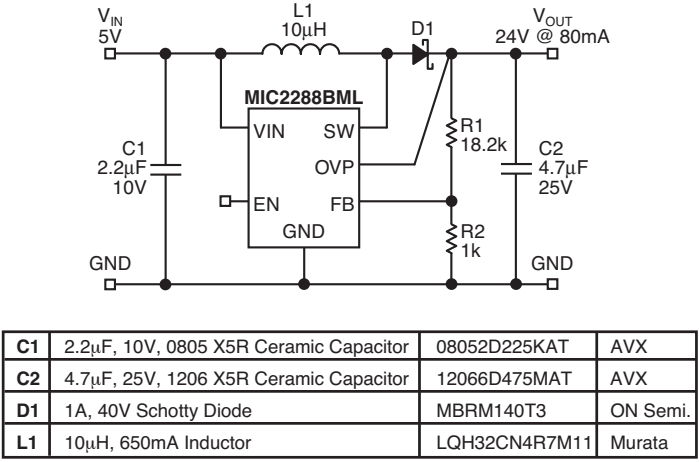 V_IN
5V
L1
10μH
D1
V_OUT
24V @ 80mA
MIC2288BML
VIN
SW
OVP
EN
FB
GND
C1
2.2μF
10V
R1
18.2k
C2
4.7μF
25V
R2
1k
GND
GND
C1 2.2μF, 10V, 0805 X5R Ceramic Capacitor 08052D225KAT AVX
C2 4.7μF, 25V, 1206 X5R Ceramic Capacitor 12066D475MAT AVX
D1 1A, 40V Schotty Diode MBRM140T3 ON Semi.
L1 10μH, 650mA Inductor LQH32CN4R7M11 Murata